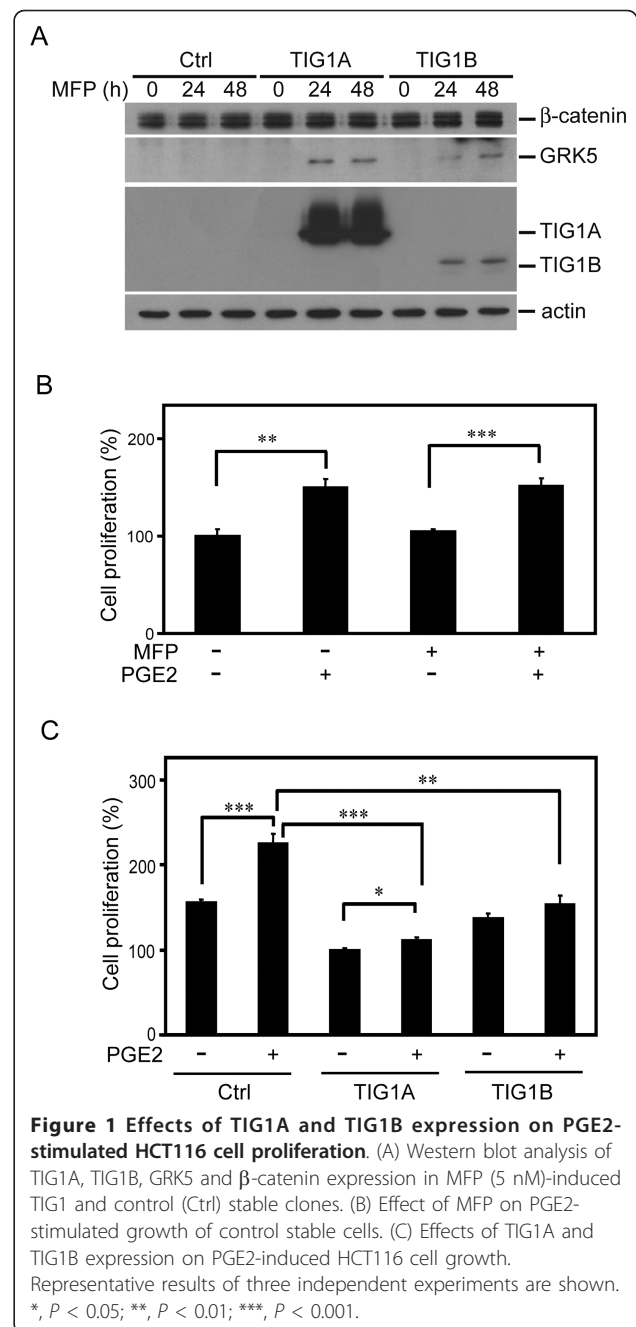 A
Ctrl TIG1A TIG1B
MFP (h) 0 24 48 0 24 48 0 24 48
β-catenin
GRK5
TIG1A
TIG1B
actin
B
Cell proliferation (%)
200
100
0
** ***
MFP – – + +
PGE2 – + – +
C
Cell proliferation (%)
300
200
100
0
**
*** ***
*
PGE2 – + – + – +
Ctrl TIG1A TIG1B
Figure 1 Effects of TIG1A and TIG1B expression on PGE2-
stimulated HCT116 cell proliferation. (A) Western blot analysis of
TIG1A, TIG1B, GRK5 and β-catenin expression in MFP (5 nM)-induced
TIG1 and control (Ctrl) stable clones. (B) Effect of MFP on PGE2-
stimulated growth of control stable cells. (C) Effects of TIG1A and
TIG1B expression on PGE2-induced HCT116 cell growth.
Representative results of three independent experiments are shown.
*, P < 0.05; **, P < 0.01; ***, P < 0.001.